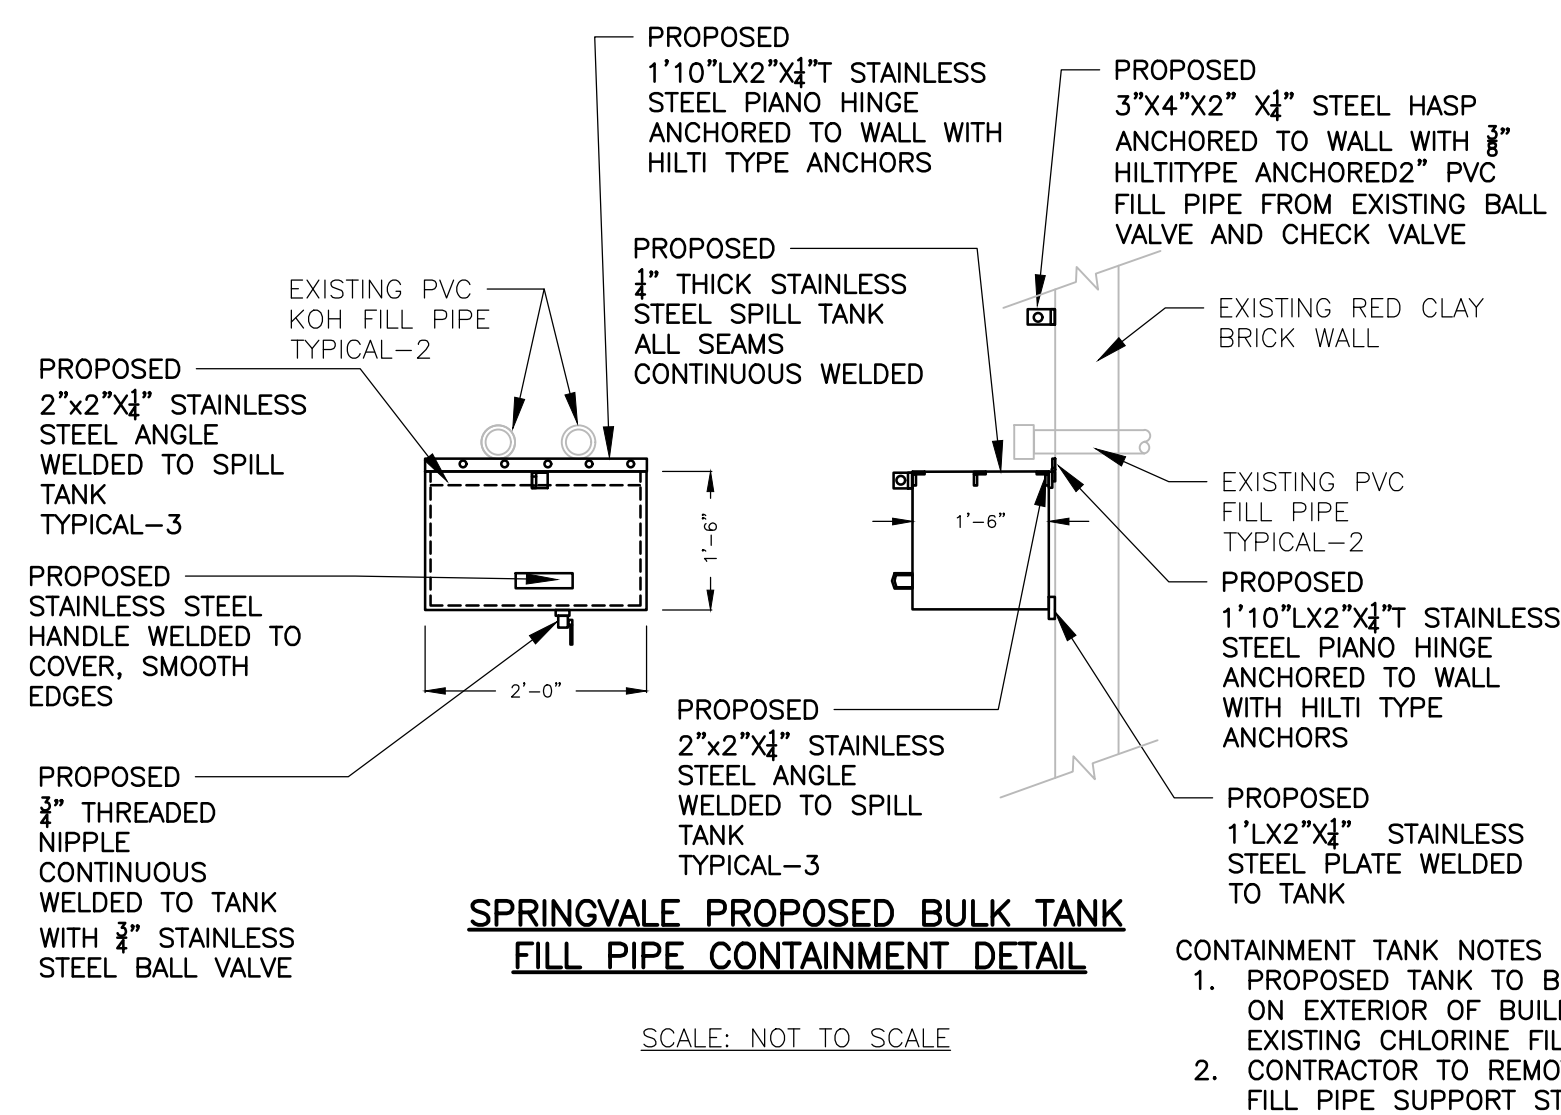 PROPOSED
1'10"LX2"X1/4"T STAINLESS
STEEL PIANO HINGE
ANCHORED TO WALL WITH
HILTI TYPE ANCHORS
PROPOSED
3"X4"X2" X1/4" STEEL HASP
ANCHORED TO WALL WITH 3/8"
HILTITYPE ANCHORED2" PVC
FILL PIPE FROM EXISTING BALL
VALVE AND CHECK VALVE
PROPOSED
1/4" THICK STAINLESS
STEEL SPILL TANK
ALL SEAMS
CONTINUOUS WELDED
EXISTING PVC
KOH FILL PIPE
TYPICAL-2
EXISTING RED CLAY
BRICK WALL
PROPOSED
2"x2"X1/4" STAINLESS
STEEL ANGLE
WELDED TO SPILL
TANK
TYPICAL-3
EXISTING PVC
FILL PIPE
TYPICAL-2
1'-6"
1'-6"
PROPOSED
STAINLESS STEEL
HANDLE WELDED TO
COVER, SMOOTH
EDGES
PROPOSED
1'10"LX2"X1/4"T STAINLESS
STEEL PIANO HINGE
ANCHORED TO WALL
WITH HILTI TYPE
ANCHORS
2'-0"
PROPOSED
2"x2"X1/4" STAINLESS
STEEL ANGLE
WELDED TO SPILL
TANK
TYPICAL-3
PROPOSED
3/4" THREADED
NIPPLE
CONTINUOUS
WELDED TO TANK
WITH 3/4" STAINLESS
STEEL BALL VALVE
PROPOSED
1'LX2"X1/4" STAINLESS
STEEL PLATE WELDED
TO TANK
SPRINGVALE PROPOSED BULK TANK
FILL PIPE CONTAINMENT DETAIL
SCALE: NOT TO SCALE
CONTAINMENT TANK NOTES
1. PROPOSED TANK TO
ON EXTERIOR OF
EXISTING CHLORINE
2. CONTRACTOR TO
FILL PIPE SUPPORT